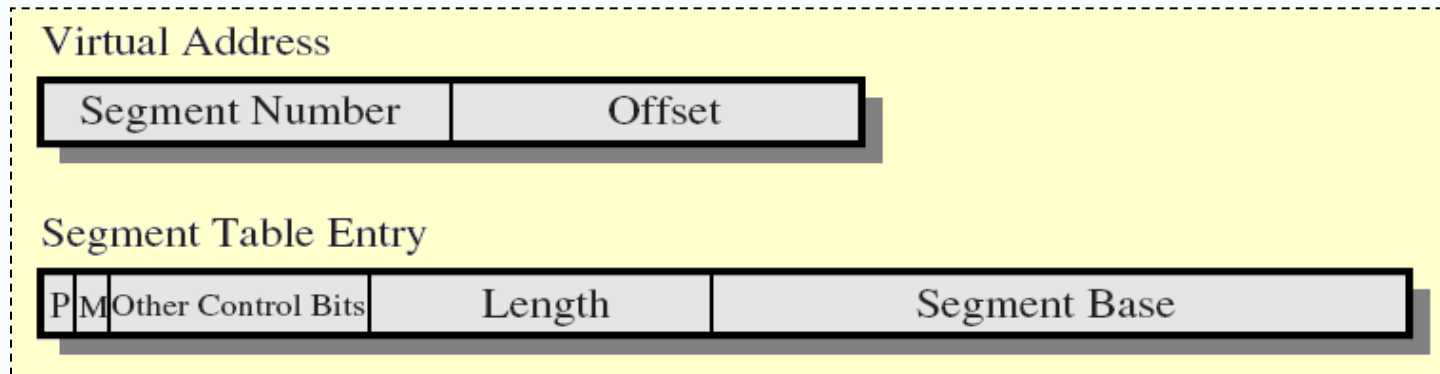 Virtual Address
Segment Number Offset
Segment Table Entry
P M Other Control Bits Length Segment Base